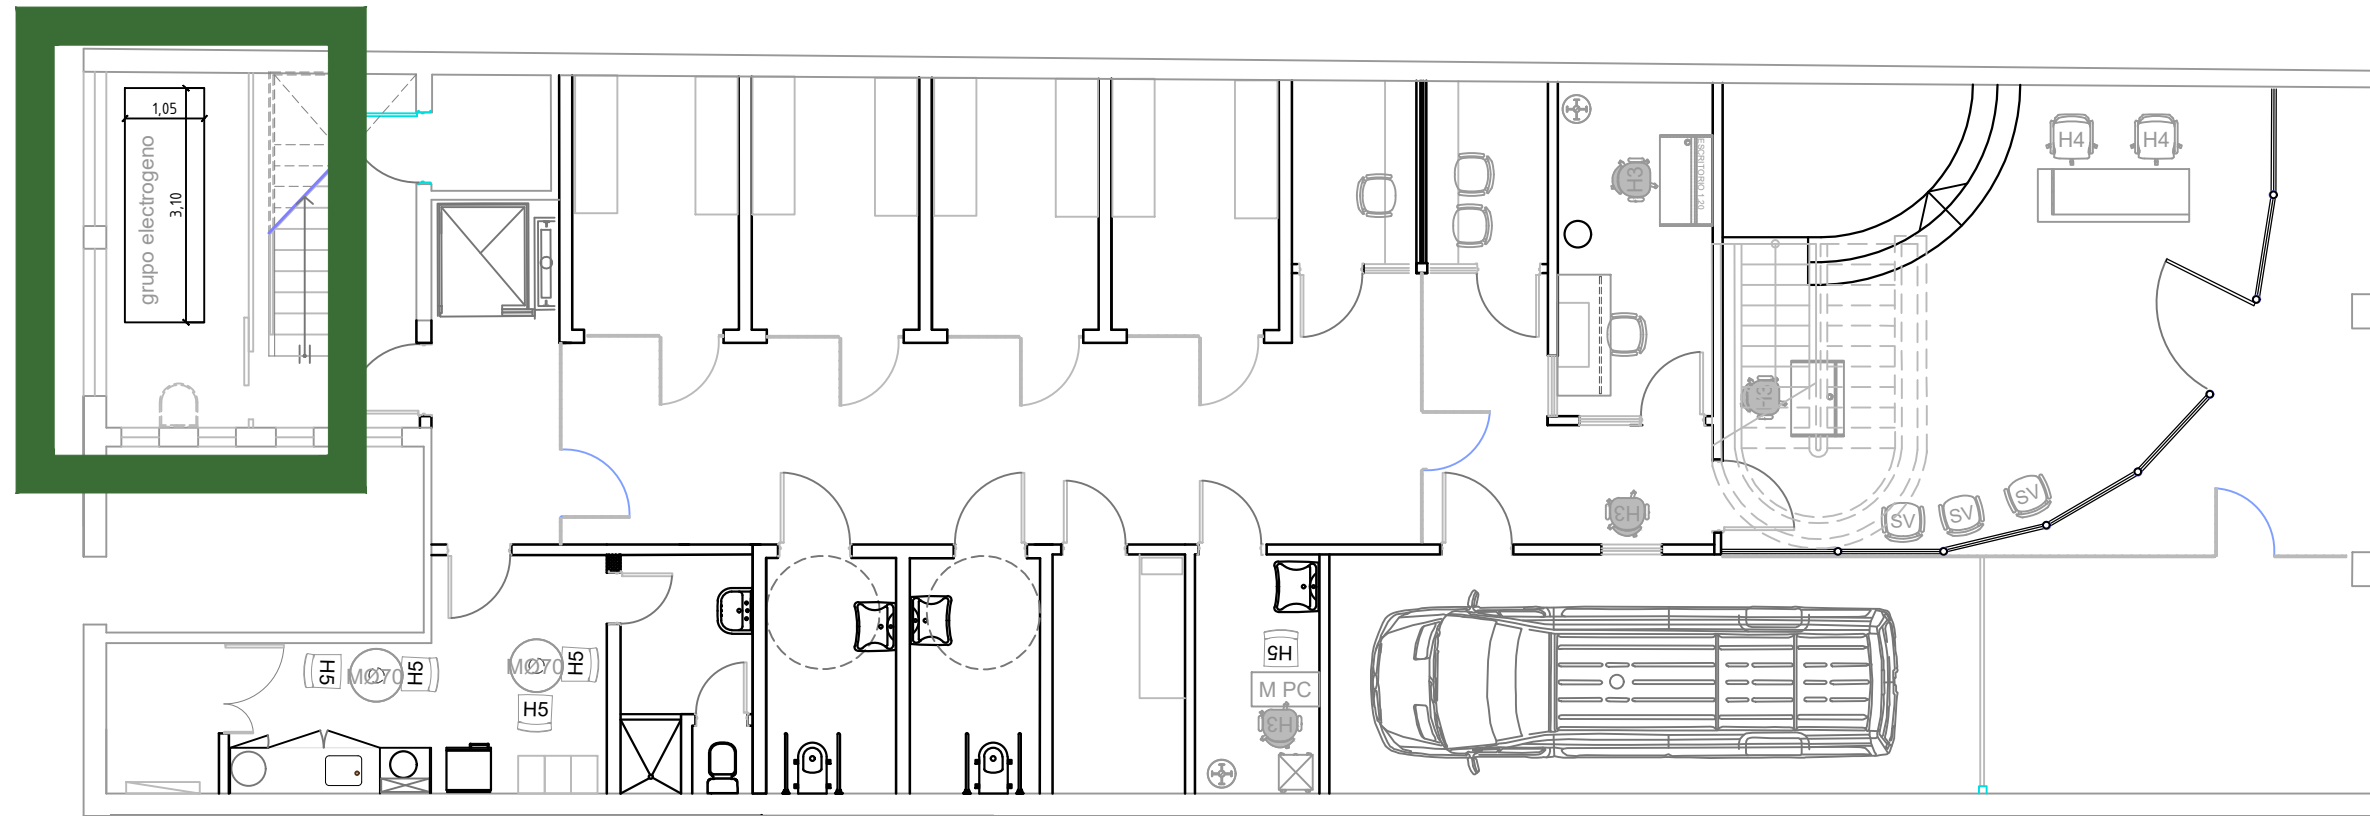 1,05
grupo electrogeno
3,10
H4
H4
H3
ESCRITORIO 1.20
H3
SV
SV
SV
H3
H5
MØ70
H5
MØ70
H5
H5
H5
M PC
H3